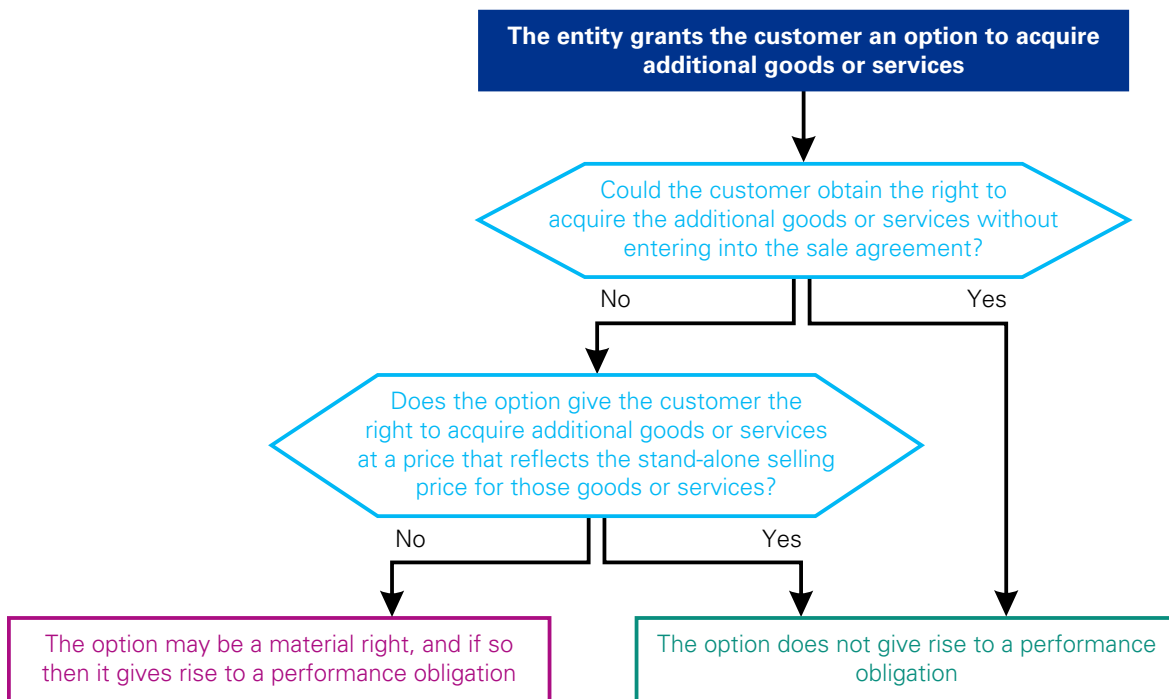 The entity grants the customer an option to acquire
additional goods or services
Could the customer obtain the right to
acquire the additional goods or services without
entering into the sale agreement?
No
Yes
Does the option give the customer the
right to acquire additional goods or services
at a price that reflects the stand-alone selling
price for those goods or services?
No
Yes
The option may be a material right, and if so
then it gives rise to a performance obligation
The option does not give rise to a performance
obligation